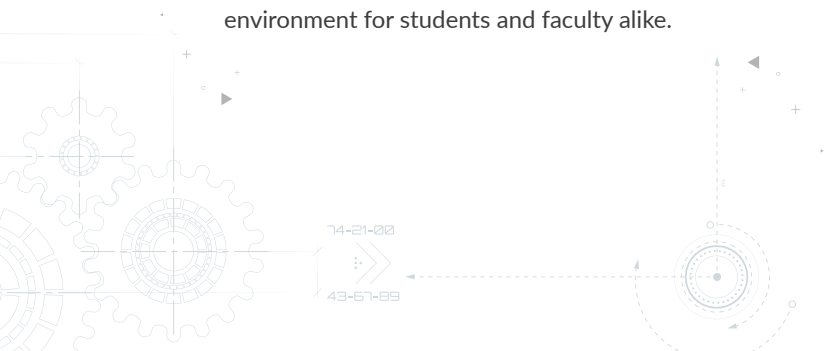 environment for students and faculty alike.
74-21-00
43-67-89